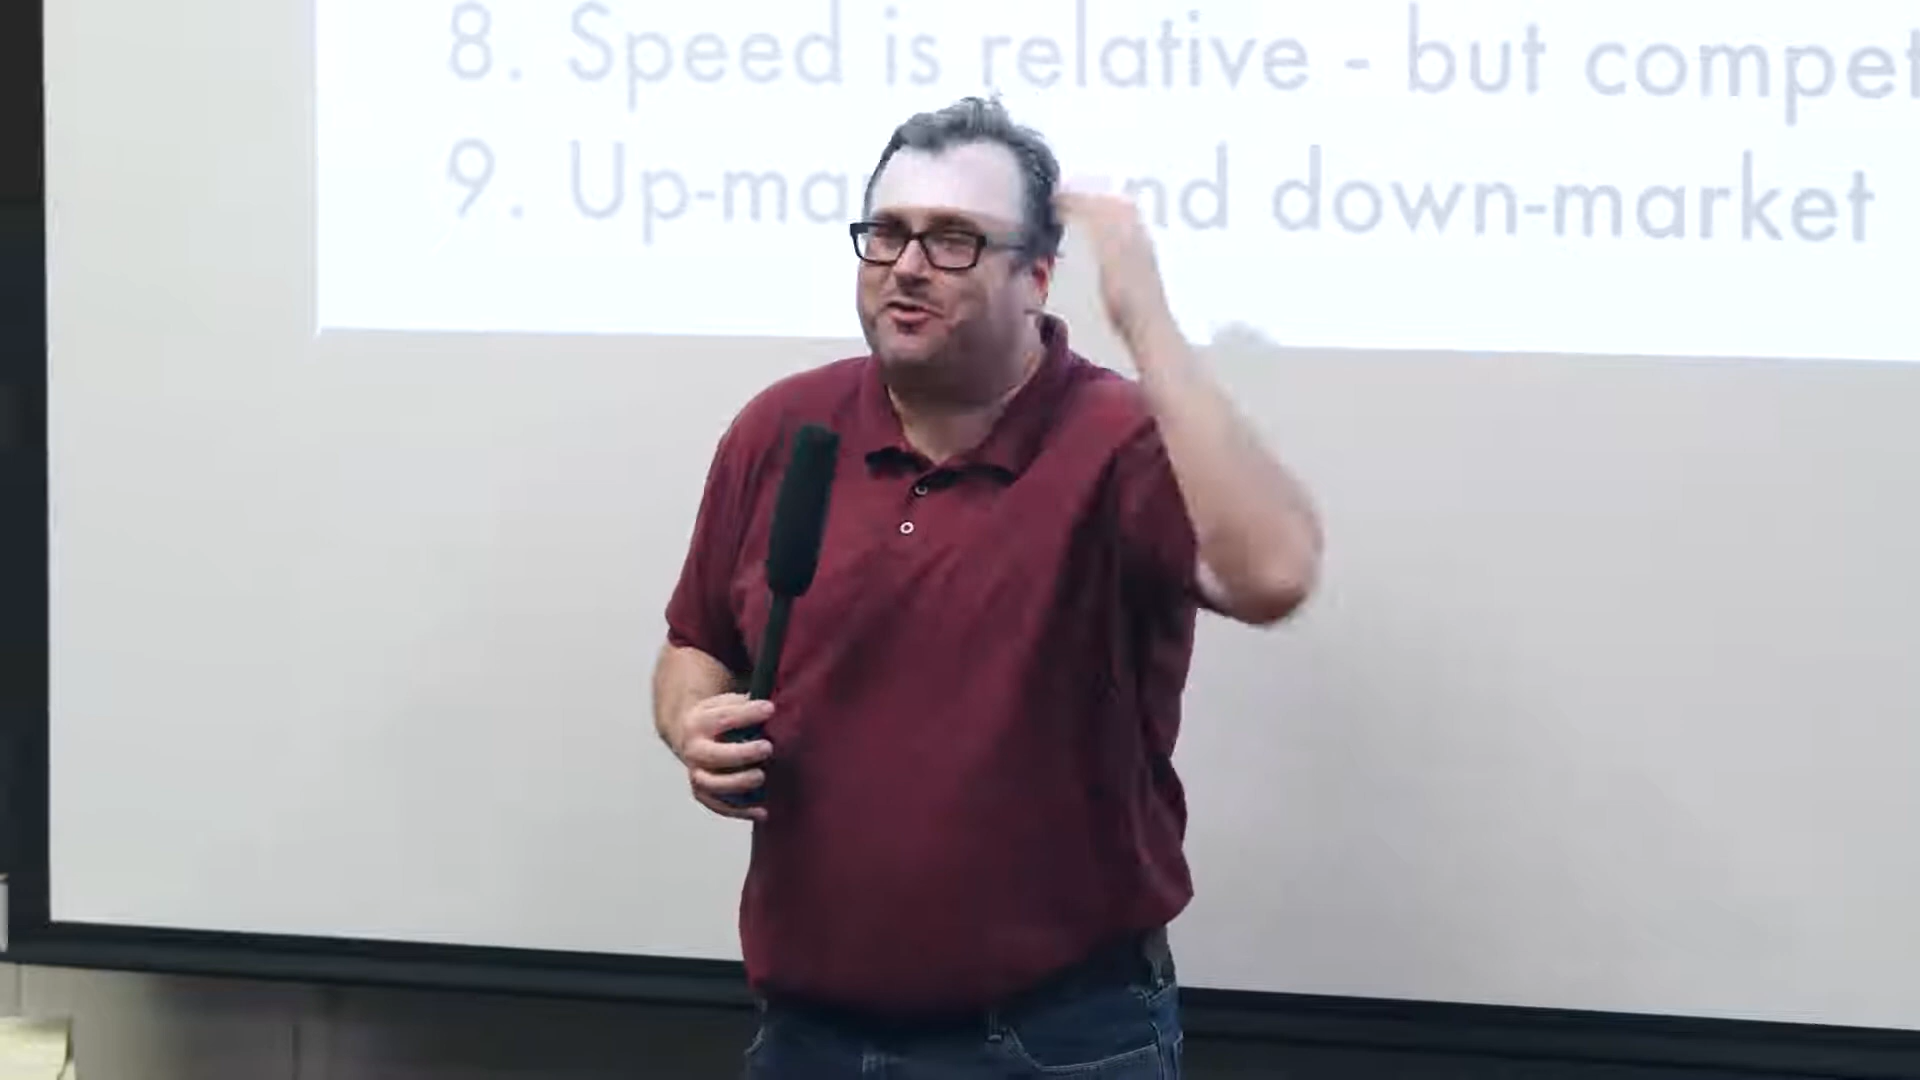 8. Speed is relative - but compet
9. Up-ma nd down-market